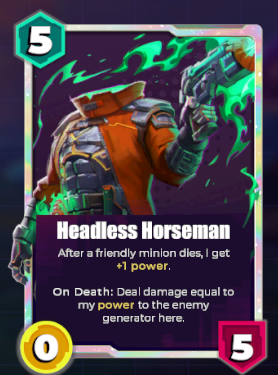 5
Headless Horseman
After a friendly minion dies, I get
+1 power.
On Death: Deal damage equal to
my power to the enemy
generator here.
0
5